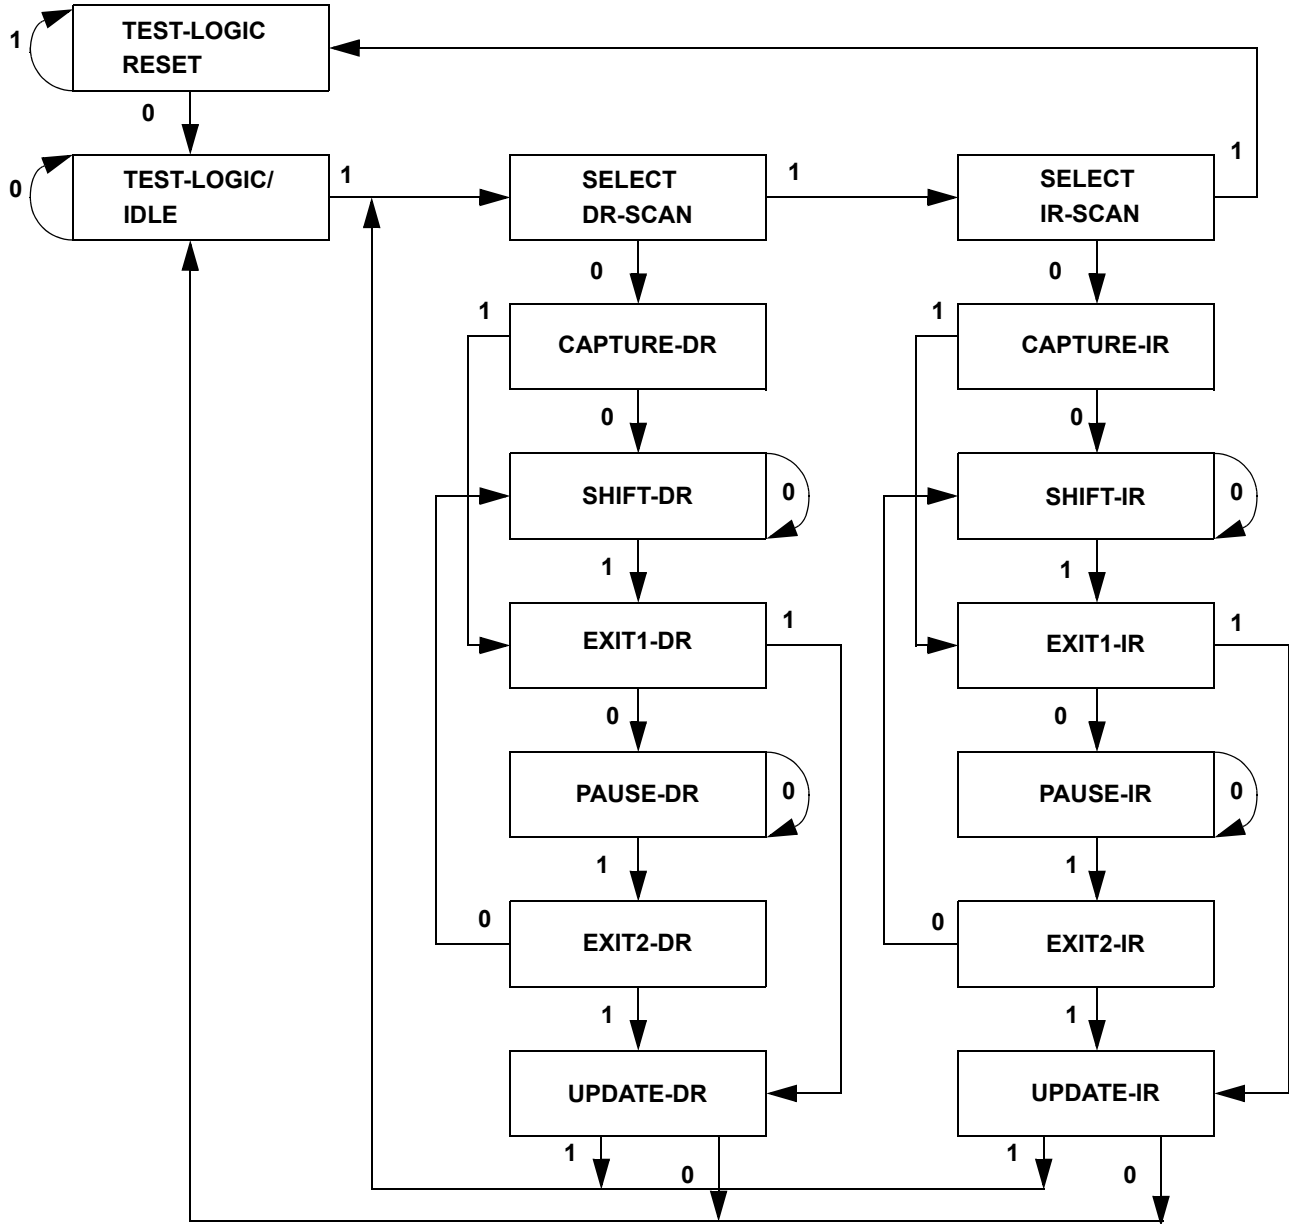 TEST-LOGIC
RESET
1
0
TEST-LOGIC/
IDLE
0
1
SELECT
DR-SCAN
1
SELECT
IR-SCAN
1
0
0
1
CAPTURE-DR
1
CAPTURE-IR
0
0
SHIFT-DR
0
SHIFT-IR
0
1
1
EXIT1-DR
1
EXIT1-IR
1
0
0
PAUSE-DR
0
PAUSE-IR
0
1
1
0
EXIT2-DR
0
EXIT2-IR
1
1
UPDATE-DR
UPDATE-IR
1
0
1
0